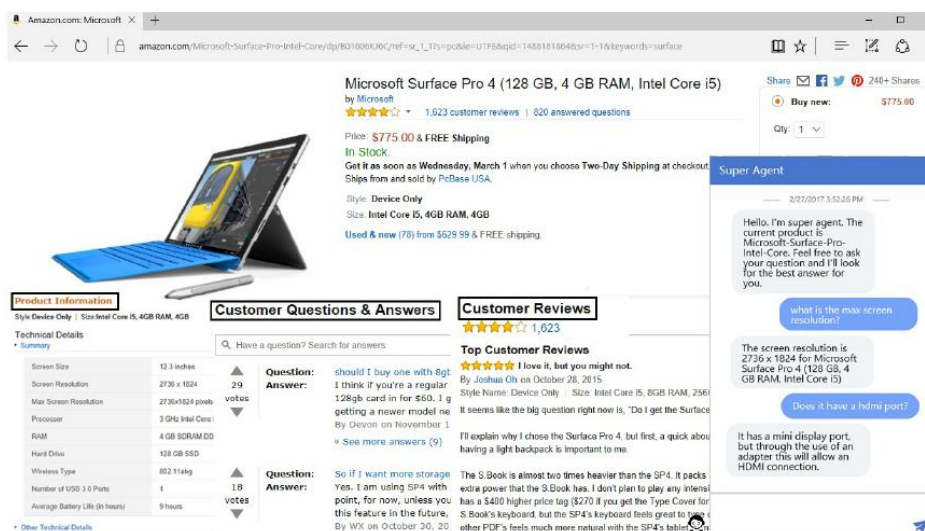 Amazon.com: Microsoft
amazon.com/Microsoft-Surface-Pro-Intel-Core/dp/
Microsoft Surface Pro 4 (128 GB, 4 GB RAM, Intel Core i5)
by Microsoft
1,623 customer reviews | 820 answered questions
Price: $775.00 & FREE Shipping
In Stock.
Get it as soon as Wednesday, March 1 when you choose Two-Day Shipping at checkout.
Ships from and sold by PcBase USA.
Style: Device Only
Size: Intel Core I5, 4GB RAM, 4GB
Used & new (78) from $629.99 & FREE shipping.
Share 240+ Shares
Buy new: $775.00
Qty: 1
Super Agent
2/27/2017 5:52:26 PM
Hello. I'm super agent. The
current product is
Microsoft-Surface-Pro-
Intel-Core. Feel free to ask
your question and I'll look
for the best answer for
you.
what is the max screen
resolution?
The screen resolution is
2736 x 1824 for Microsoft
Surface Pro 4 (128 GB, 4
GB RAM, Intel Core i5)
Does it have a hdmi port?
It has a mini display port,
but through the use of an
adapter this will allow an
HDMI connection.
Product Information
Style: Device Only | Size: Intel Core I5, 4GB RAM, 4GB
Technical Details
Summary
Screen Size 12.3 inches
Screen Resolution 2736 x 1824
Max Screen Resolution 2736x1824 pixels
Processor 3 GHz Intel Core i
RAM 4 GB SDRAM DD
Hard Drive 128 GB SSD
Wireless Type 802.11abg
Number of USB 3.0 Ports 1
Average Battery Life (in hours) 9 hours
Other Technical Details
Customer Questions & Answers
Have a question? Search for answers
29
votes
Question: should I buy one with 8gt
Answer: I think if you're a regular
128gb card in for $60. I g
getting a newer model ne
By Devon on November 1
See more answers (9)
18
votes
Question: So if I want more storage
Answer: Yes. I am using SP4 with
point, for now, unless you
this feature in the future,
By WX on October 30, 20
Customer Reviews
1,623
Top Customer Reviews
I love it, but you might not.
By Joshua Oh on October 28, 2015
Style Name: Device Only Size: Intel Core I5, 8GB RAM, 256
It seems like the big question right now is, "Do I get the Surface
I'll explain why I chose the Surface Pro 4, but first, a quick abou
having a light backpack is important to me.
The S.Book is almost two times heavier than the SP4. It packs
extra power that the S.Book has. I don't plan to play any intensi
has a $400 higher price tag ($270 if you get the Type Cover for
S.Book's keyboard, but the SP4's keyboard feels great to type
other PDF's feels much more natural with the SP4's tablet